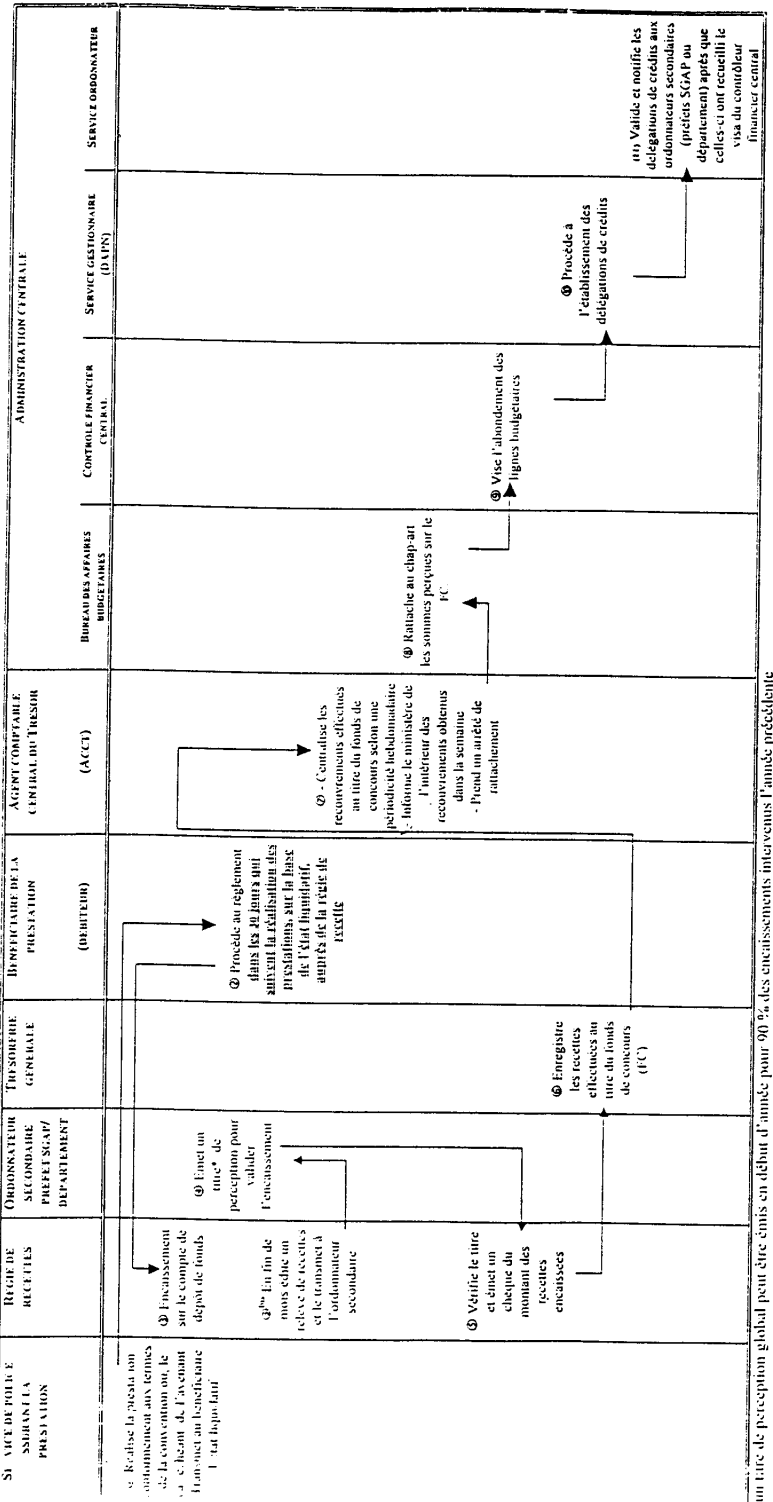 SERVICE DE POLICE
ASSURANT LA
PRESTATION
REGIE DE
RECETTES
ORDONNATEUR
SECONDAIRE
PREFET SGAP/
DEPARTEMENT
TRESORERIE
GENERALE
BENEFICIAIRE DE LA
PRESTATION
(DEBITEUR)
AGENT COMPTABLE
CENTRAL DU TRESOR
(ACCT)
ADMINISTRATION CENTRALE
BUREAU DES AFFAIRES
BUDGETAIRES
CONTROLE FINANCIER
CENTRAL
SERVICE GESTIONNAIRE
(DAPN)
SERVICE ORDONNATEUR
Réalise la prestation
conformément aux termes
de la convention ou, le
cas échéant de l'avenant
Transmet au bénéficiaire
l'état liquidatif
② Procède au règlement
dans les 30 jours qui
suivent la réalisation des
prestations, sur la base
de l'état liquidatif,
auprès de la régie de
recette
③ Encaissement
sur le compte de
dépôt de fonds
③bis En fin de
mois édite un
relevé de recettes
et le transmet à
l'ordonnateur
secondaire
④ Emet un
titre* de
perception pour
valider
l'encaissement
⑤ Vérifie le titre
et émet un
chèque du
montant des
recettes
encaissées
⑥ Enregistre
les recettes
effectuées au
titre du fonds
de concours
(FC)
⑦ - Centralise les
recouvrements effectués
au titre du fonds de
concours selon une
périodicité hebdomadaire
- Informe le ministère de
l'intérieur des
recouvrements obtenus
dans la semaine
- Prend un arrêté de
rattachement
⑧ Rattache au chap-art
les sommes perçues sur le
FC
⑨ Vise l'abondement des
lignes budgétaires
⑩ Procède à
l'établissement des
délégations de crédits
(11) Valide et notifie les
délégations de crédits aux
ordonnateurs secondaires
(préfets SGAP ou
département) après que
celles-ci ont recueilli le
visa du contrôleur
financier central
un titre de perception global peut être émis en début d'année pour 90 % des encaissements intervenus l'année précédente